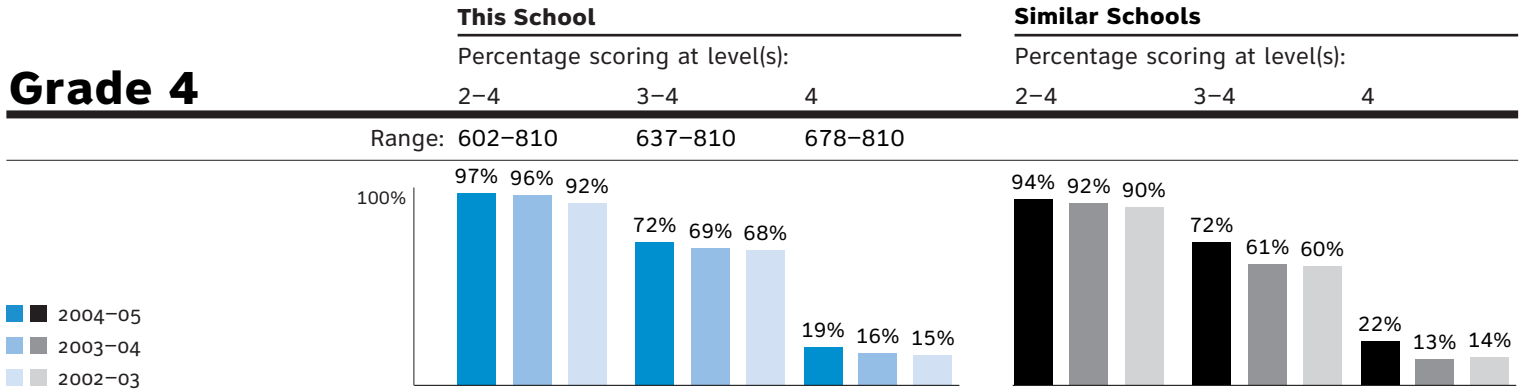 This School
Similar Schools
Percentage scoring at level(s):
Percentage scoring at level(s):
Grade 4
2–4 3–4 4
2–4 3–4 4
Range: 602–810 637–810 678–810
100%
97% 96% 92%
72% 69% 68%
19% 16% 15%
94% 92% 90%
72% 61% 60%
22% 13% 14%
2004–05
2003–04
2002–03